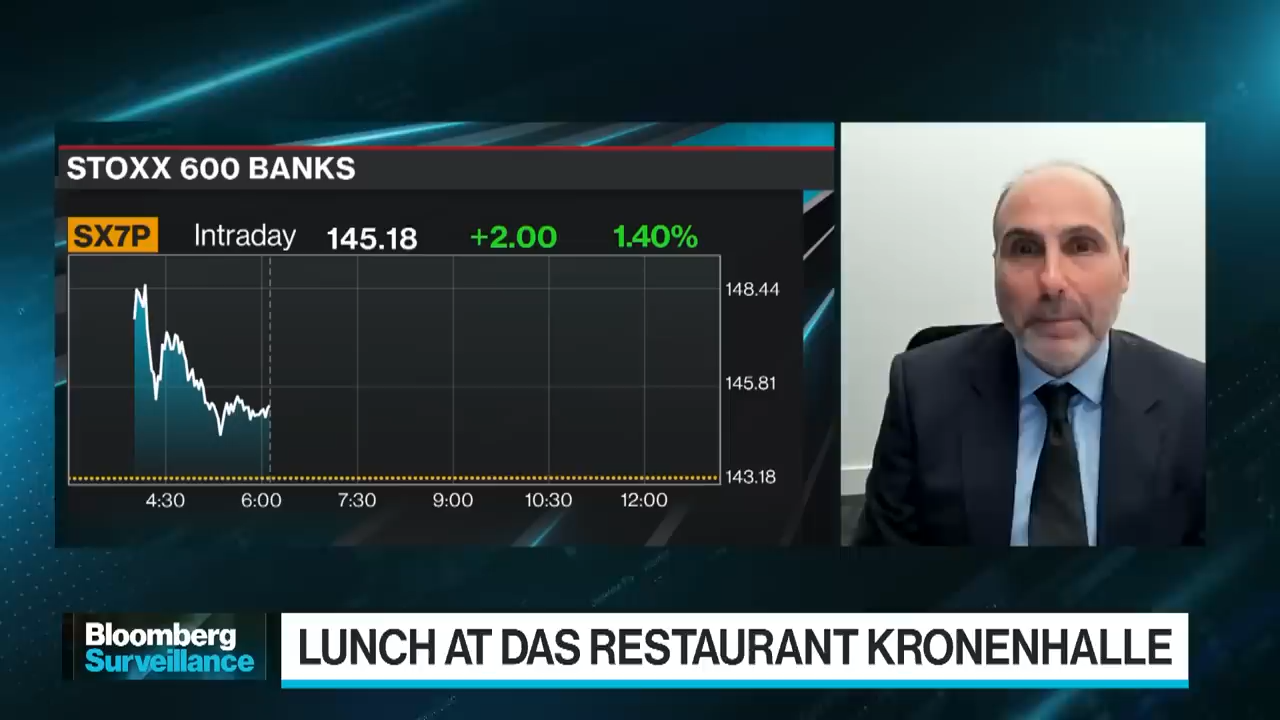 STOXX 600 BANKS
SX7P Intraday 145.18 +2.00 1.40%
148.44
145.81
143.18
4:30 6:00 7:30 9:00 10:30 12:00
Bloomberg
Surveillance
LUNCH AT DAS RESTAURANT KRONENHALLE